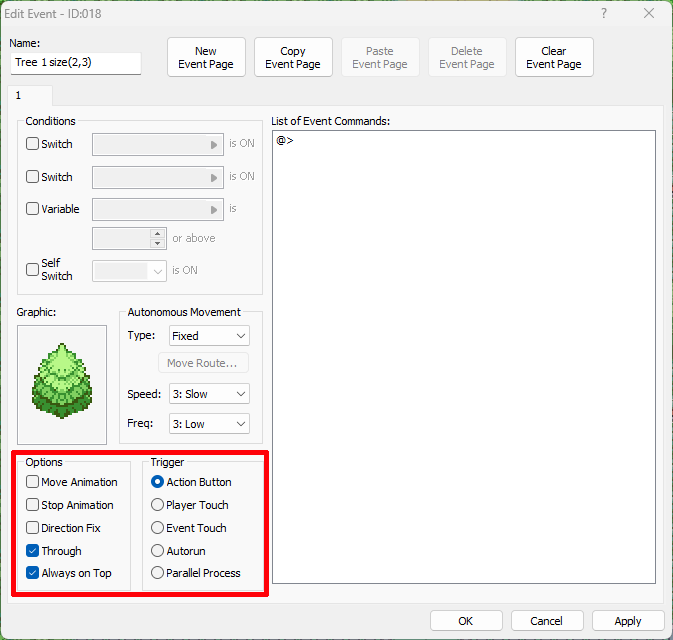 Edit Event - ID:018
?
Name:
Tree 1 size(2,3)
New
Event Page
Copy
Event Page
Paste
Event Page
Delete
Event Page
Clear
Event Page
1
Conditions
Switch
is ON
Switch
is ON
Variable
is
or above
Self
Switch
is ON
List of Event Commands:
@>
Graphic:
Autonomous Movement
Type:
Fixed
Move Route...
Speed:
3: Slow
Freq:
3: Low
Options
Move Animation
Stop Animation
Direction Fix
Through
Always on Top
Trigger
Action Button
Player Touch
Event Touch
Autorun
Parallel Process
OK
Cancel
Apply